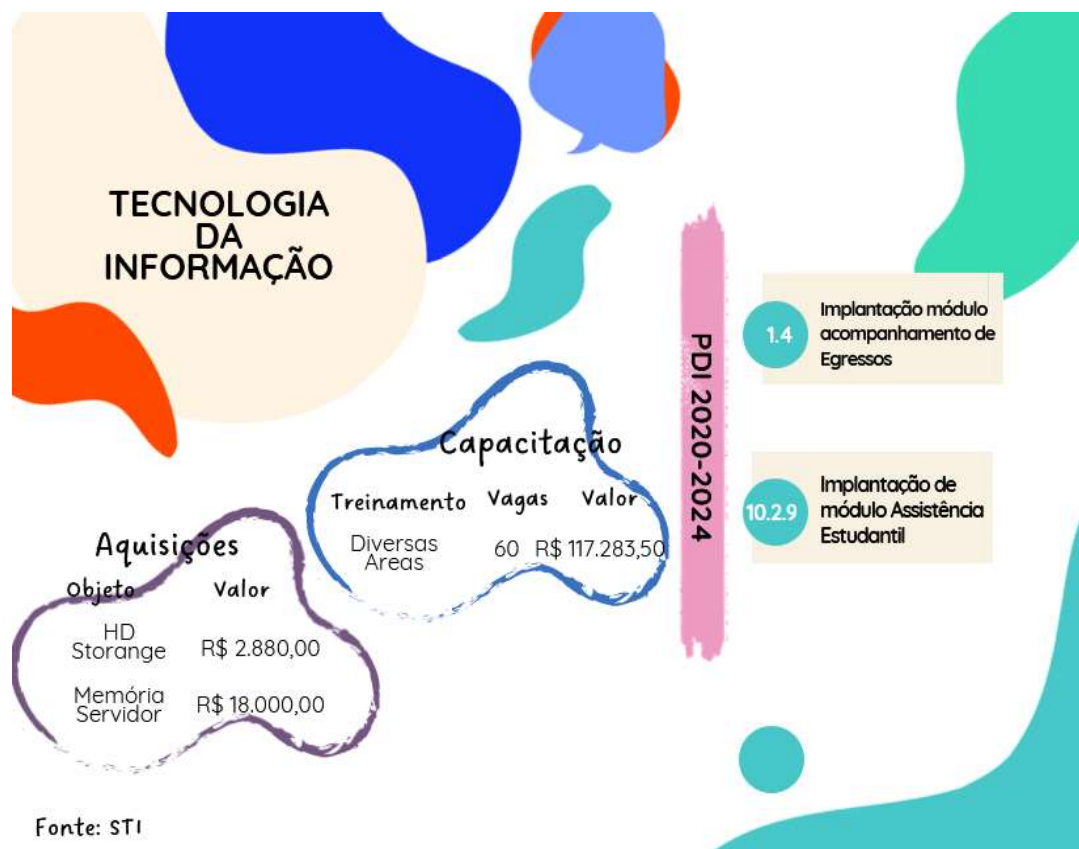 TECNOLOGIA
DA
INFORMAÇÃO
Capacitação
Treinamento Vagas Valor
Diversas
Areas
60 R$ 117.283,50
Aquisições
Objeto Valor
HD
Storange
R$ 2.880,00
Memória
Servidor
R$ 18.000,00
PDI 2020-2024
1.4
Implantação módulo
acompanhamento de
Egressos
10.2.9
Implantação de
módulo Assistência
Estudantil
Fonte: STI